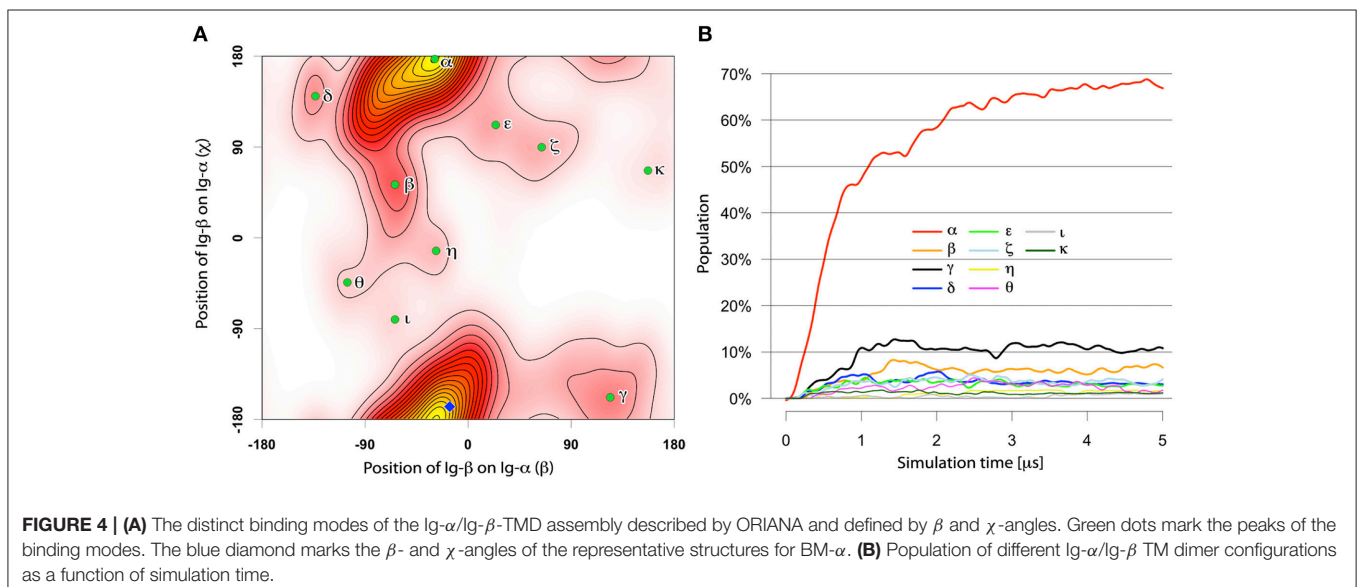 A
180
90
0
-90
-180
-180
-90
0
90
180
Position of Ig-β on Ig-α (χ)
Position of Ig-β on Ig-α (β)
α
δ
ε
ζ
κ
β
η
θ
ι
γ
B
70%
60%
50%
40%
30%
20%
10%
0%
Population
α
ε
ι
β
ζ
κ
γ
η
δ
θ
0
1
2
3
4
5
Simulation time [μs]
FIGURE 4 | (A) The distinct binding modes of the Ig-α/Ig-β-TMD assembly described by ORIANA and defined by β and χ-angles. Green dots mark the peaks of the
binding modes. The blue diamond marks the β- and χ-angles of the representative structures for BM-α. (B) Population of different Ig-α/Ig-β TM dimer configurations
as a function of simulation time.